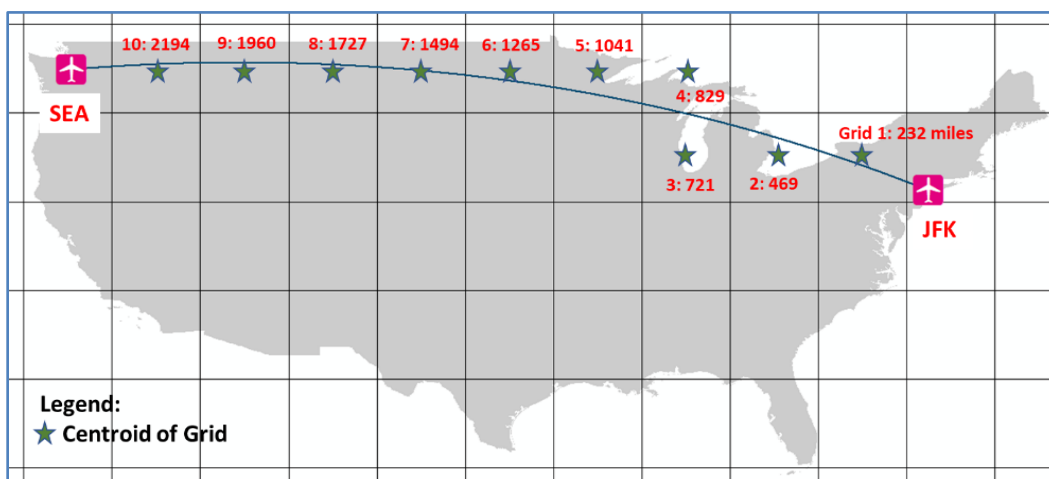 10: 2194
9: 1960
8: 1727
7: 1494
6: 1265
5: 1041
4: 829
SEA
Grid 1: 232 miles
3: 721
2: 469
JFK
Legend:
Centroid of Grid